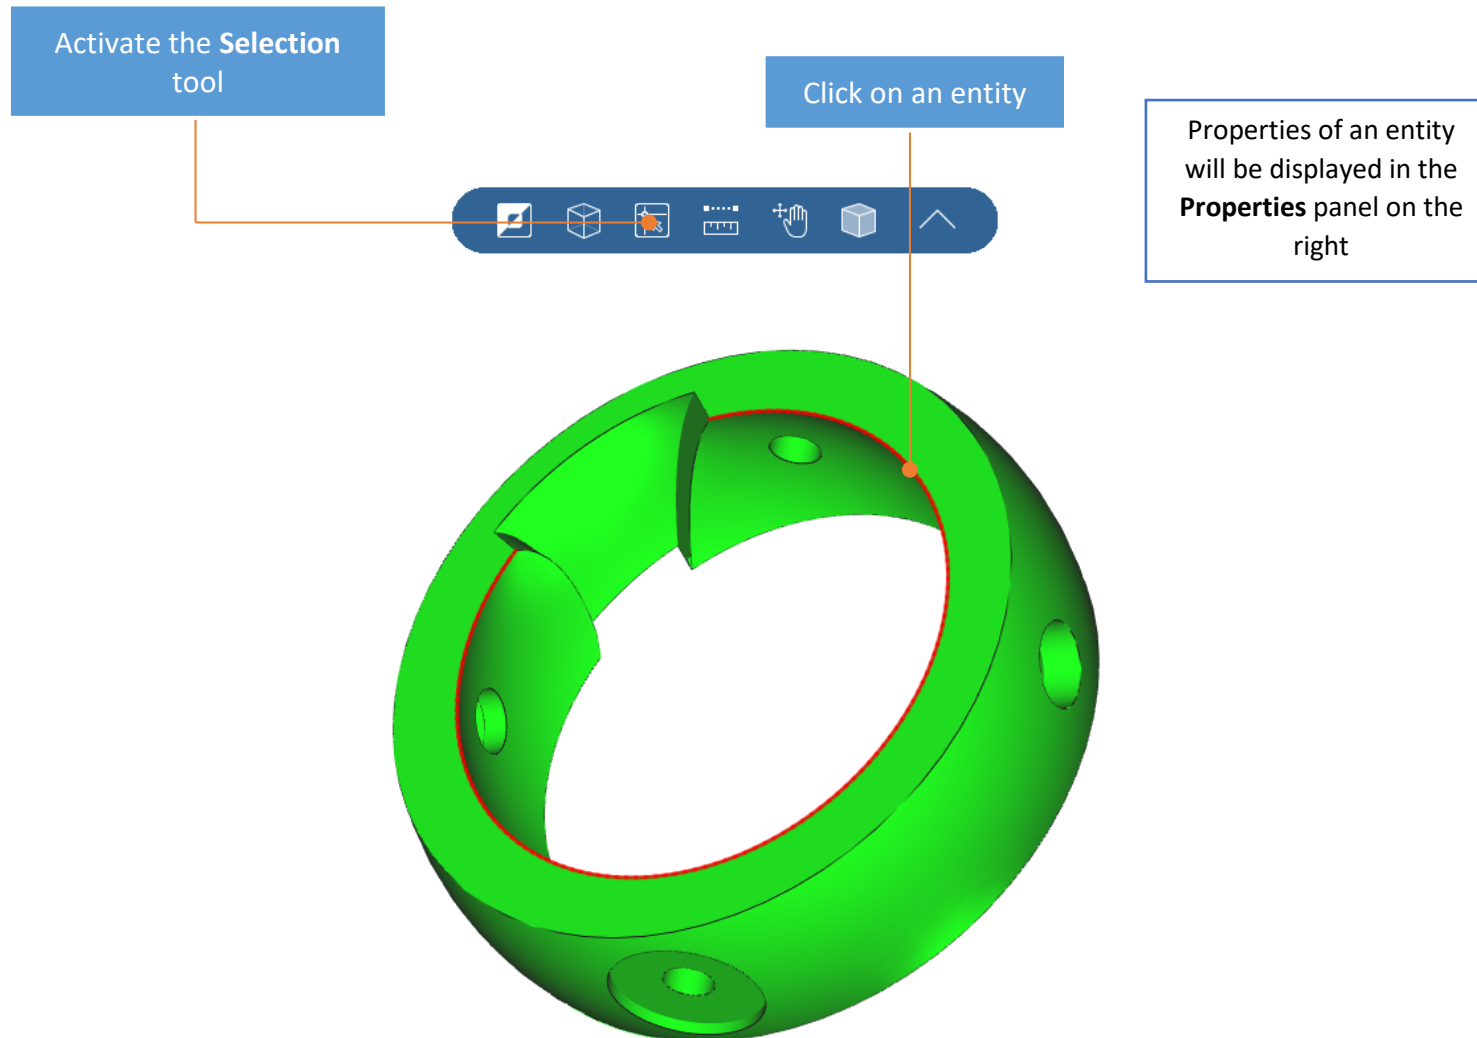 Activate the Selection
tool
Click on an entity
Properties of an entity
will be displayed in the
Properties panel on the
right